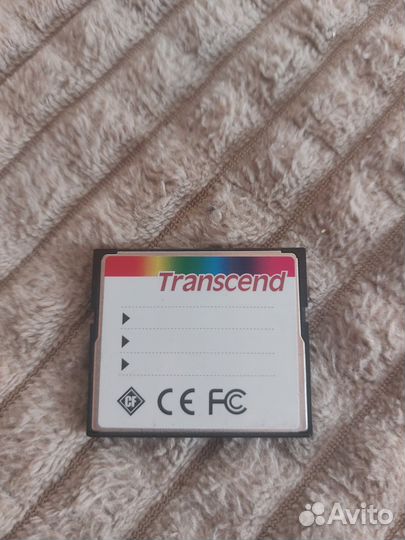 Transcend
CF CE FC
Avito